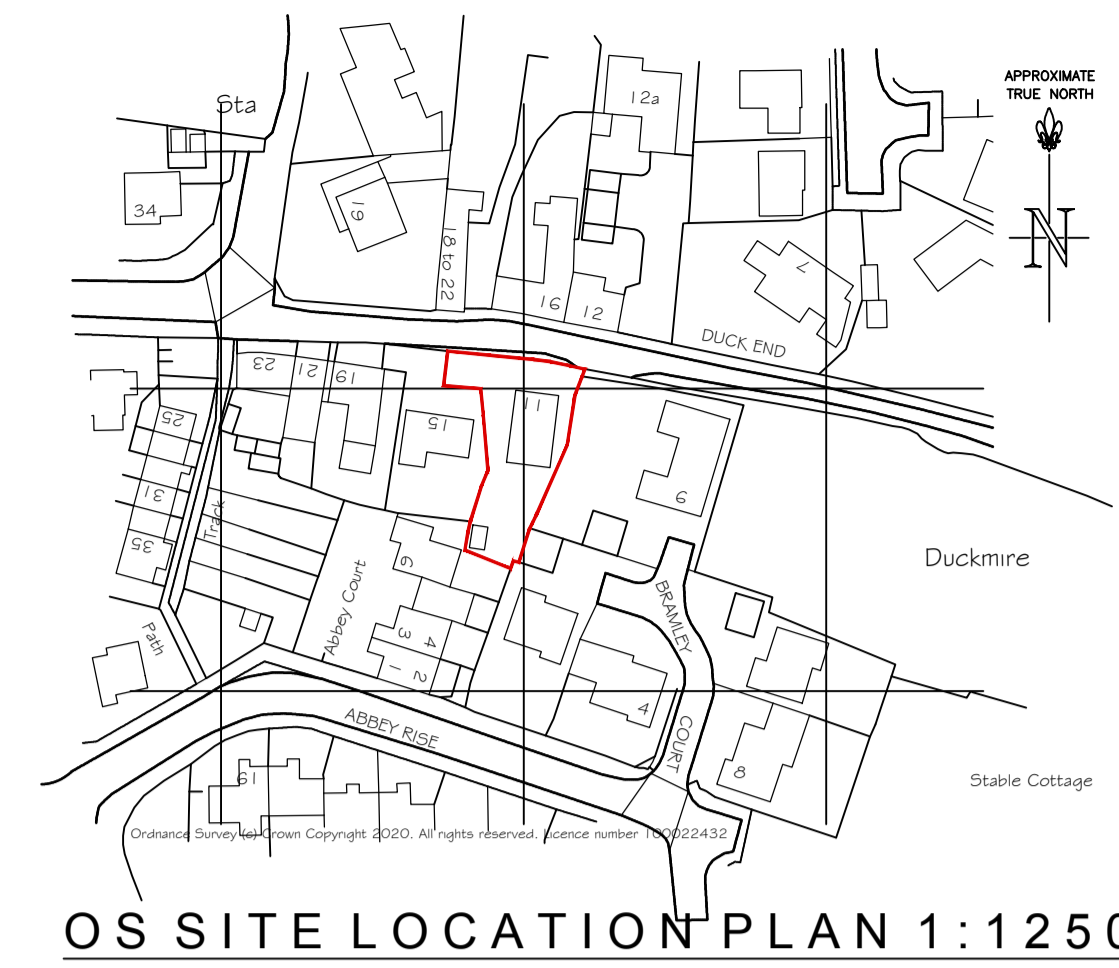 Sta
APPROXIMATE
TRUE NORTH
N
12a
34
19
18 to 22
16
12
7
DUCK END
23
21
19
11
15
25
9
31
Track
35
Duckmire
6
Abbey Court
BRAMLEY
Path
3
4
1
2
4
ABBEY RISE
COURT
8
61
Stable Cottage
Ordnance Survey (c) Crown Copyright 2020. All rights reserved. Licence number 100022432
OS SITE LOCATION PLAN 1:1250